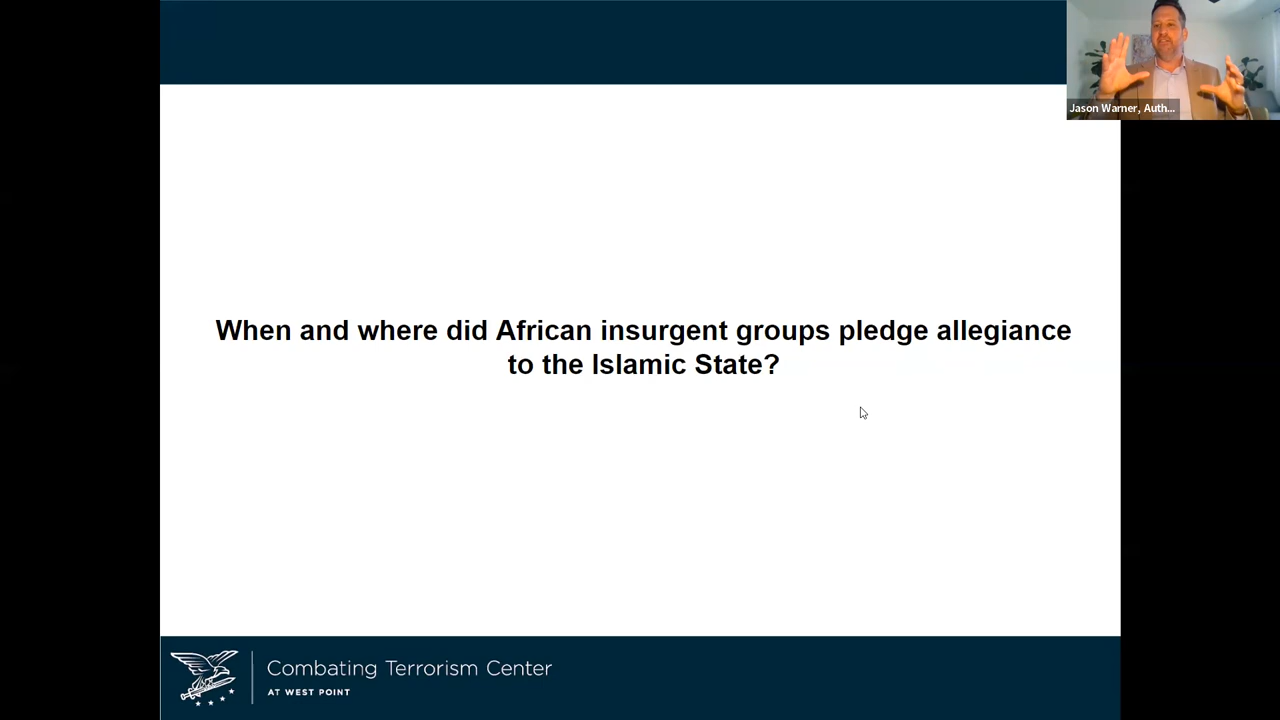 Jason Warner, Auth...
When and where did African insurgent groups pledge allegiance
to the Islamic State?
Combating Terrorism Center
AT WEST POINT